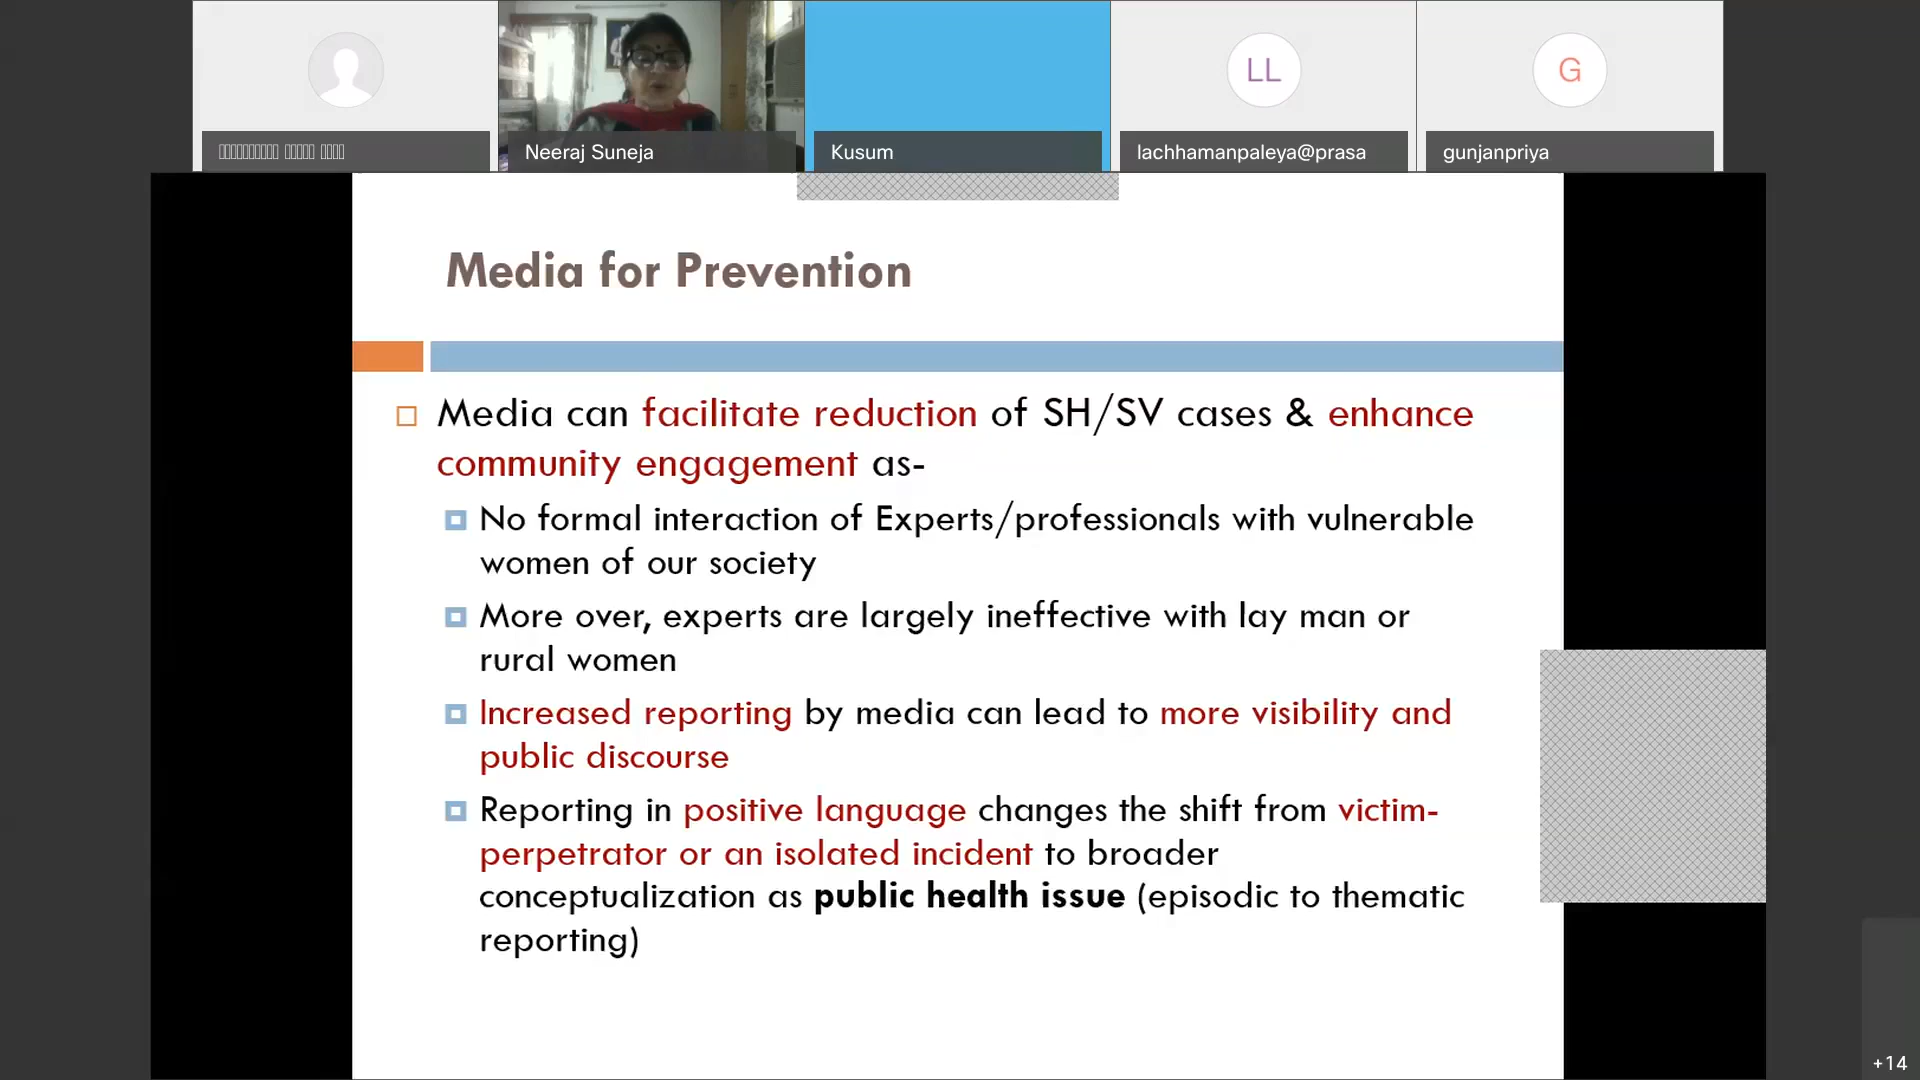 Neeraj Suneja
Kusum
LL
lachhamanpaleya@prasa
G
gunjanpriya
Media for Prevention
Media can facilitate reduction of SH/SV cases & enhance
community engagement as-
No formal interaction of Experts/professionals with vulnerable
women of our society
More over, experts are largely ineffective with lay man or
rural women
Increased reporting by media can lead to more visibility and
public discourse
Reporting in positive language changes the shift from victim-
perpetrator or an isolated incident to broader
conceptualization as public health issue (episodic to thematic
reporting)
+14